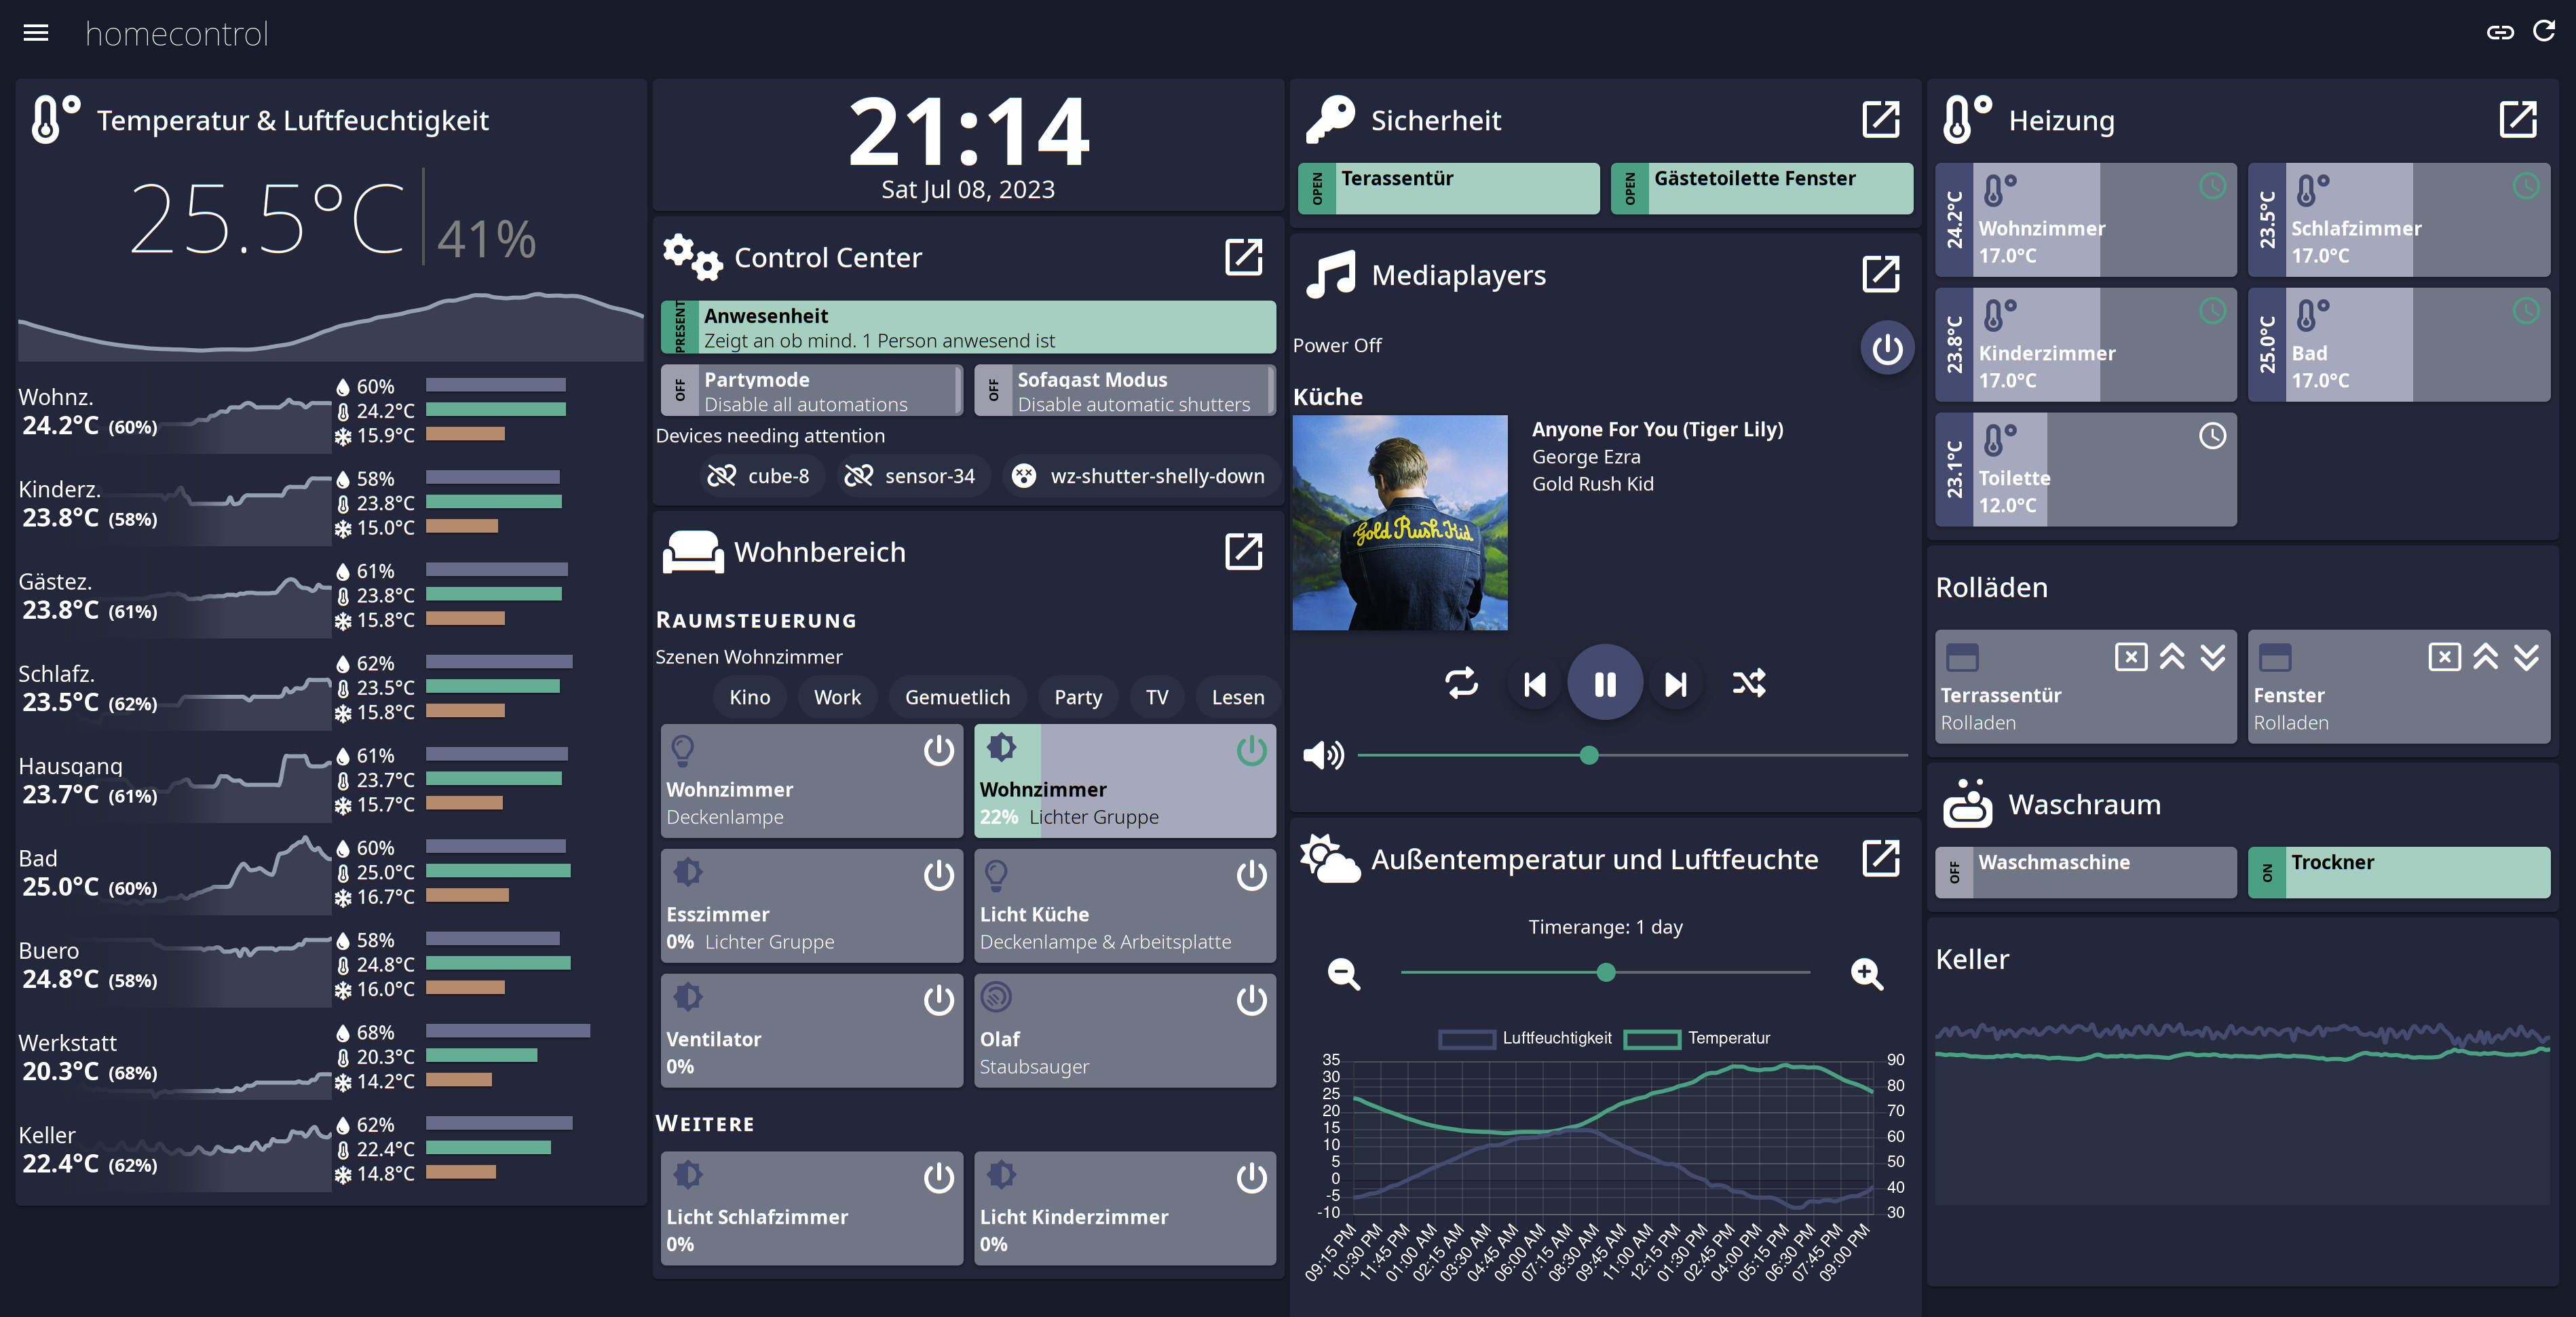 homecontrol
Temperatur & Luftfeuchtigkeit
25.5°C 41%
Wohnz.
24.2°C (60%)
60%
24.2°C
15.9°C
Kinderz.
23.8°C (58%)
58%
23.8°C
15.0°C
Gästez.
23.8°C (61%)
61%
23.8°C
15.8°C
Schlafz.
23.5°C (62%)
62%
23.5°C
15.8°C
Hausgang
23.7°C (61%)
61%
23.7°C
15.7°C
Bad
25.0°C (60%)
60%
25.0°C
16.7°C
Buero
24.8°C (58%)
58%
24.8°C
16.0°C
Werkstatt
20.3°C (68%)
68%
20.3°C
14.2°C
Keller
22.4°C (62%)
62%
22.4°C
14.8°C
21:14
Sat Jul 08, 2023
Control Center
PRESENT
Anwesenheit
Zeigt an ob mind. 1 Person anwesend ist
OFF
Partymode
Disable all automations
OFF
Sofagast Modus
Disable automatic shutters
Devices needing attention
cube-8 sensor-34 wz-shutter-shelly-down
Wohnbereich
RAUMSTEUERUNG
Szenen Wohnzimmer
Kino Work Gemuetlich Party TV Lesen
Wohnzimmer
Deckenlampe
Wohnzimmer
22% Lichter Gruppe
Esszimmer
0% Lichter Gruppe
Licht Küche
Deckenlampe & Arbeitsplatte
Ventilator
0%
Olaf
Staubsauger
WEITERE
Licht Schlafzimmer
0%
Licht Kinderzimmer
0%
Sicherheit
OPEN
Terassentür
OPEN
Gästetoilette Fenster
Mediaplayers
Power Off
Küche
Gold Rush Kid
Anyone For You (Tiger Lily)
George Ezra
Gold Rush Kid
Außentemperatur und Luftfeuchte
Timerange: 1 day
Luftfeuchtigkeit Temperatur
35
30
25
20
15
10
5
0
-5
-10
90
80
70
60
50
40
30
09:15 PM
10:30 PM
11:45 PM
01:00 AM
02:15 AM
03:30 AM
04:45 AM
06:00 AM
07:15 AM
08:30 AM
09:45 AM
11:00 AM
12:15 PM
01:30 PM
02:45 PM
04:00 PM
05:15 PM
06:30 PM
07:45 PM
09:00 PM
Heizung
24.2°C
Wohnzimmer
17.0°C
23.5°C
Schlafzimmer
17.0°C
23.8°C
Kinderzimmer
17.0°C
25.0°C
Bad
17.0°C
23.1°C
Toilette
12.0°C
Rolläden
Terrassentür
Rolladen
Fenster
Rolladen
Waschraum
OFF
Waschmaschine
ON
Trockner
Keller